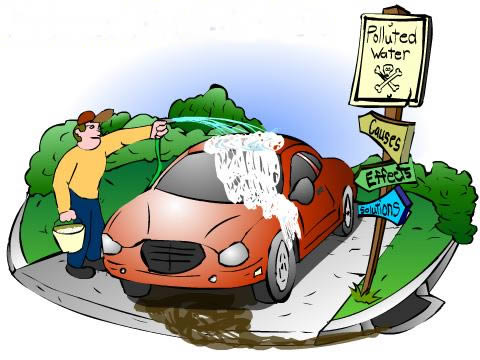 Polluted
Water
Causes
Effects
Solutions